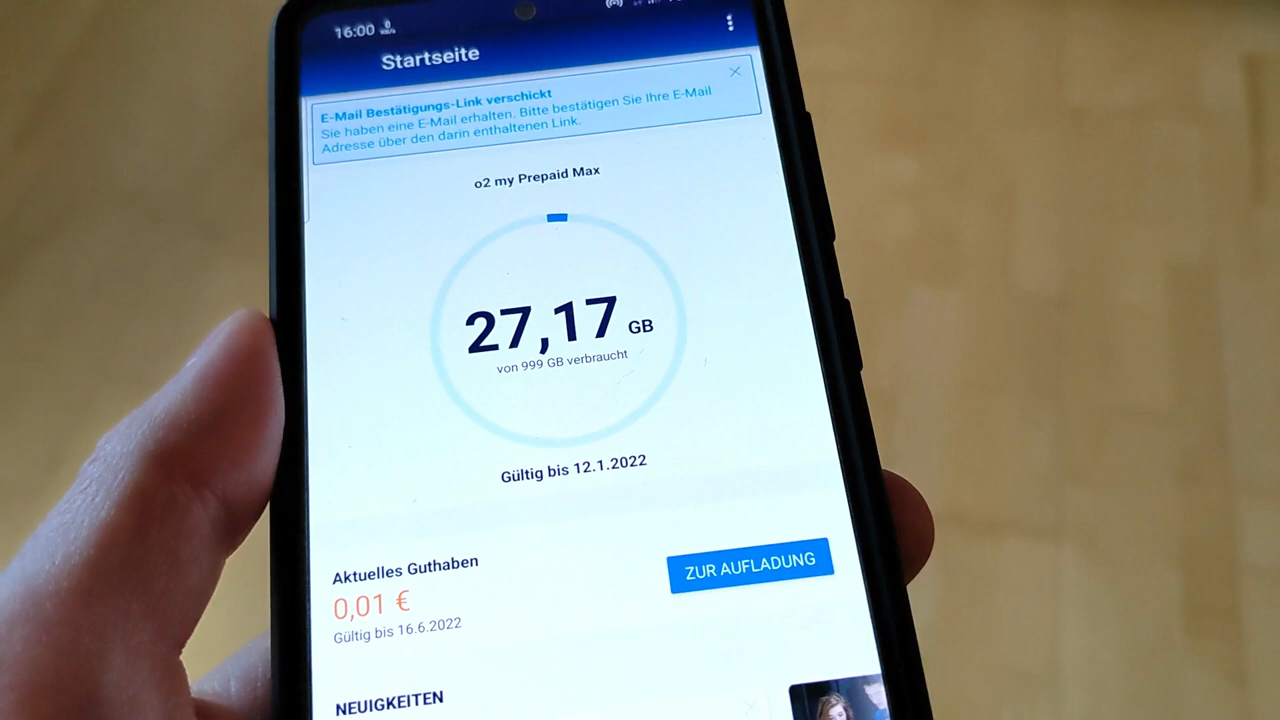 16:00 0 KB/s
Startseite
E-Mail Bestätigungs-Link verschickt
Sie haben eine E-Mail erhalten. Bitte bestätigen Sie Ihre E-Mail
Adresse über den darin enthaltenen Link.
o2 my Prepaid Max
27,17 GB
von 999 GB verbraucht
Gültig bis 12.1.2022
Aktuelles Guthaben
0,01 €
Gültig bis 16.6.2022
ZUR AUFLADUNG
NEUIGKEITEN